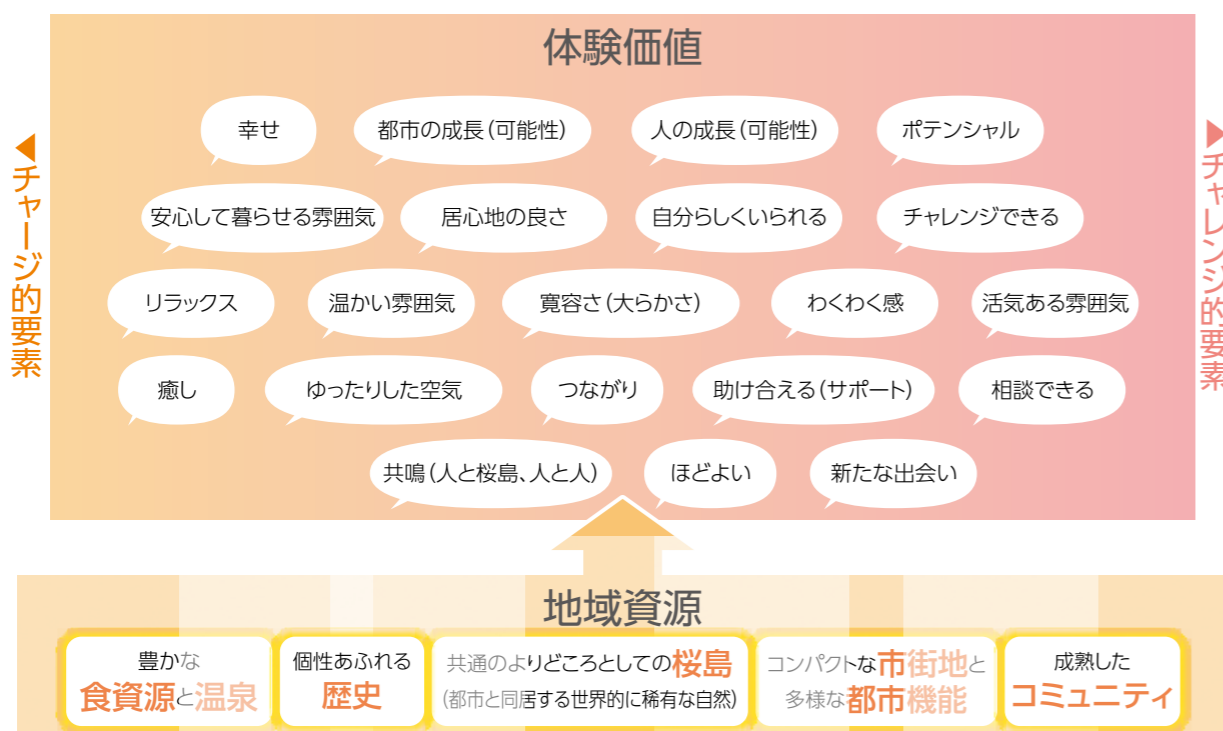 体験価値
幸せ
都市の成長（可能性）
人の成長（可能性）
ポテンシャル
安心して暮らせる雰囲気
居心地の良さ
自分らしくいられる
チャレンジできる
リラックス
温かい雰囲気
寛容さ（大らかさ）
わくわく感
活気ある雰囲気
癒し
ゆったりした空気
つながり
助け合える（サポート）
相談できる
共鳴（人と桜島、人と人）
ほどよい
新たな出会い
◀チャージ的要素
▶チャレンジ的要素
地域資源
豊かな
食資源と温泉
個性あふれる
歴史
共通のよりどころとしての桜島
（都市と同居する世界的に稀有な自然）
コンパクトな市街地と
多様な都市機能
成熟した
コミュニティ